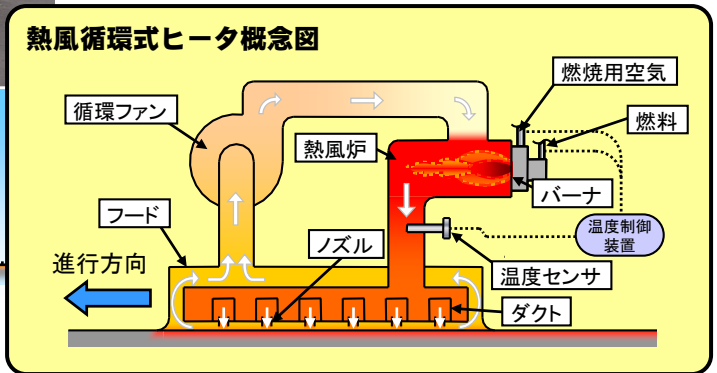 熱風循環式ヒータ概念図
燃焼用空気
循環ファン
燃料
熱風炉
バーナ
フード
ノズル
温度制御
装置
進行方向
温度センサ
ダクト